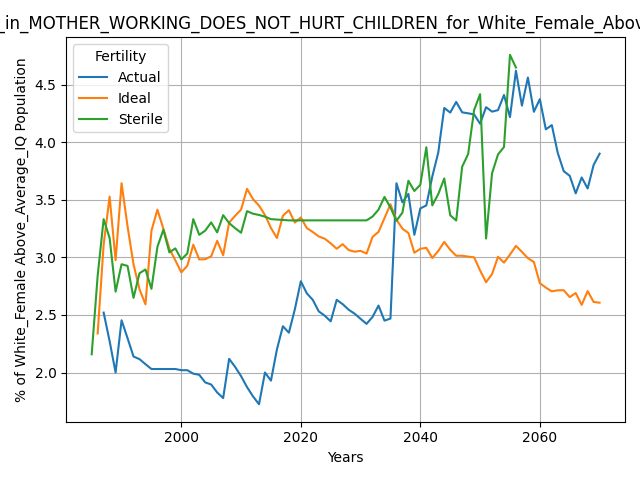 _in_MOTHER_WORKING_DOES_NOT_HURT_CHILDREN_for_White_Female_Abov
Fertility
Actual
Ideal
Sterile
% of White_Female Above_Average_IQ Population
4.5
4.0
3.5
3.0
2.5
2.0
2000
2020
2040
2060
Years